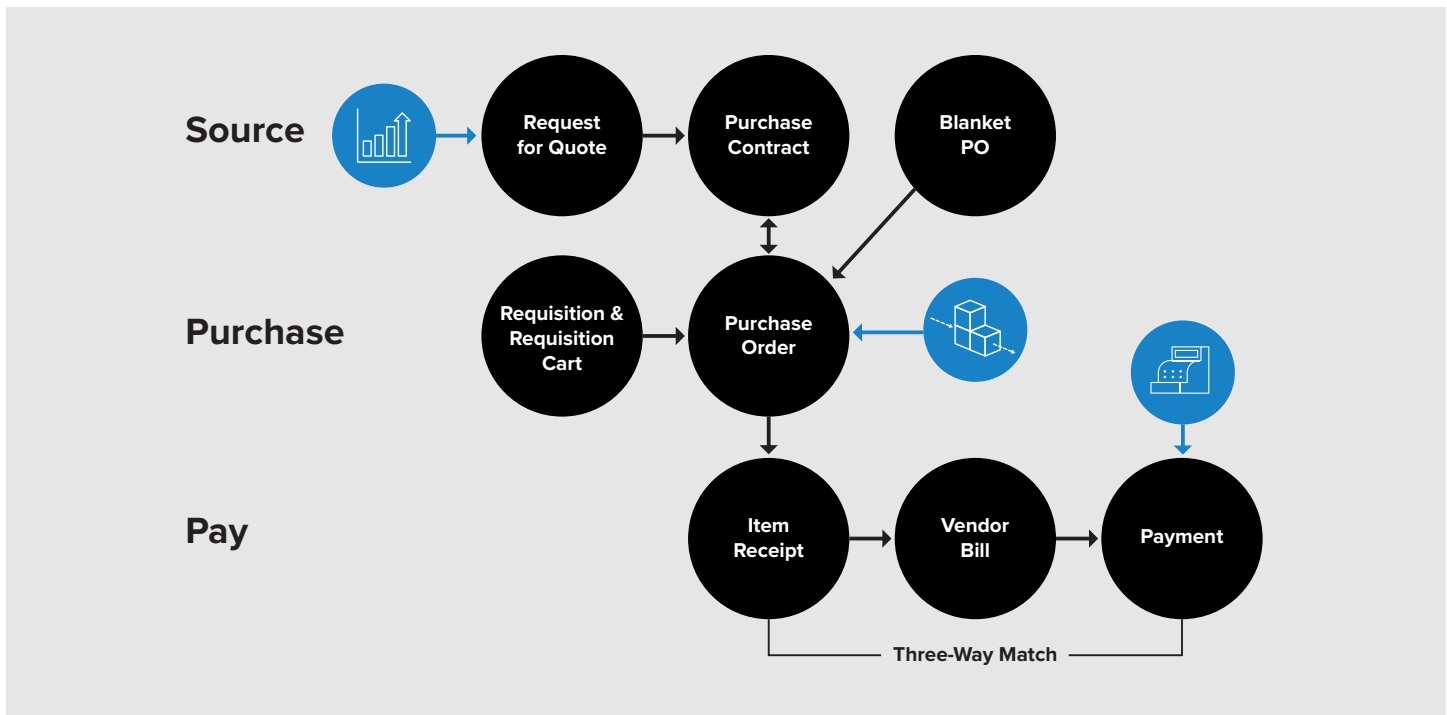 Source
Request
for Quote
Purchase
Contract
Blanket
PO
Purchase
Requisition &
Requisition
Cart
Purchase
Order
Pay
Item
Receipt
Vendor
Bill
Payment
Three-Way Match